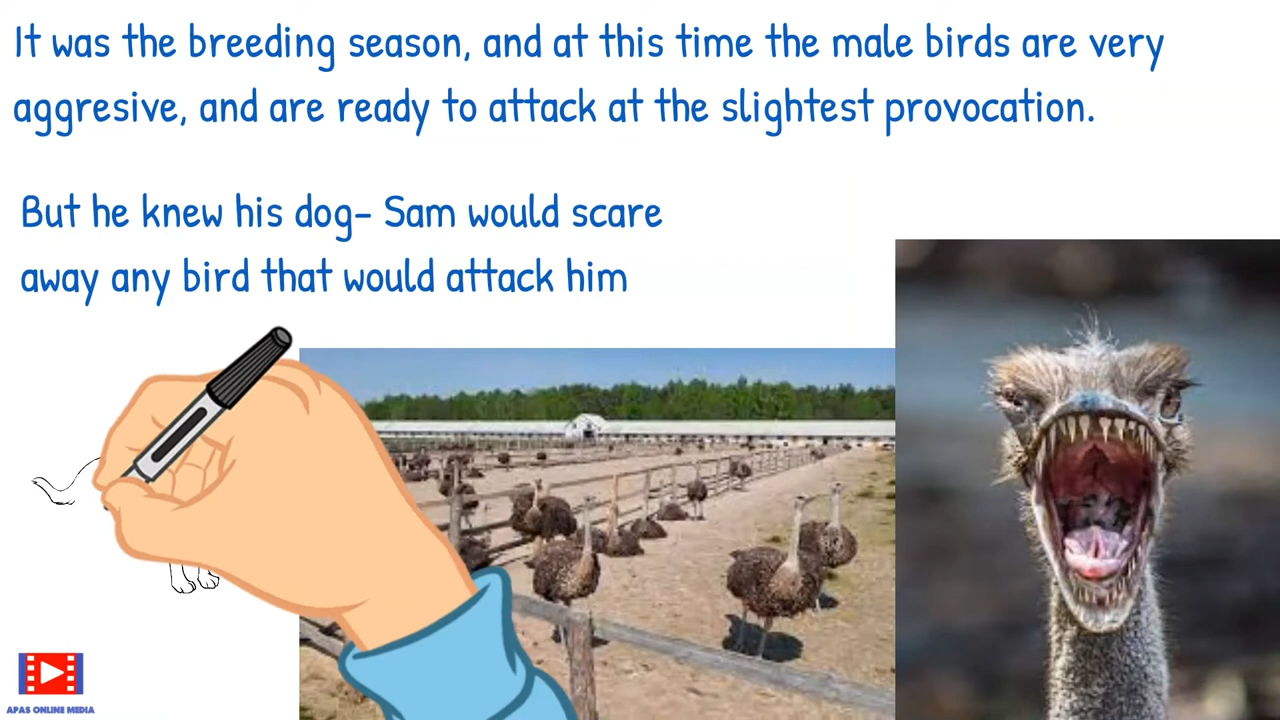 It was the breeding season, and at this time the male birds are very
aggresive, and are ready to attack at the slightest provocation.
But he knew his dog- Sam would scare
away any bird that would attack him
APAS ONLINE MEDIA